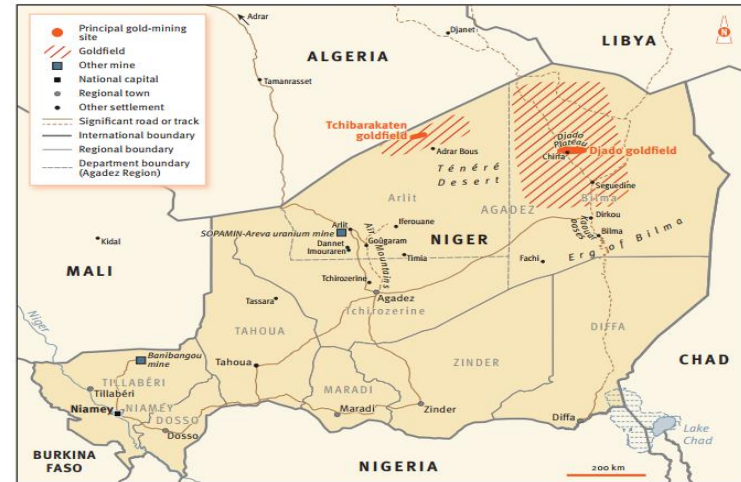 Principal gold-mining
site
Goldfield
Other mine
National capital
Regional town
Other settlement
Significant road or track
International boundary
Regional boundary
Department boundary
(Agadez Region)
Adrar
Djanet
N
ALGERIA
LIBYA
Tamanrasset
Tchibarakaten
goldfield
Adrar Bous
Djado
Plateau
Chirfa
Djado goldfield
Ténéré
Desert
Seguedine
Arlit
Bilma
AGADEZ
Dirkou
Kaouar
oases
Bilma
Erg of Bilma
Fachi
Kidal
SOPAMIN-Areva uranium mine
Arlit
Iferouane
Dannet
Imouraren
Goûgaram
Aïr Mountains
NIGER
Timia
MALI
Tchirozerine
Agadez
Tchirozerine
Tassara
TAHOUA
DIFFA
Niger
Banibangou
mine
CHAD
Tahoua
ZINDER
TILLABÉRI
Tillabéri
MARADI
Niamey
NIAMEY
DOSSO
Dosso
Maradi
Zinder
Diffa
Lake
Chad
BURKINA
FASO
NIGERIA
200 km